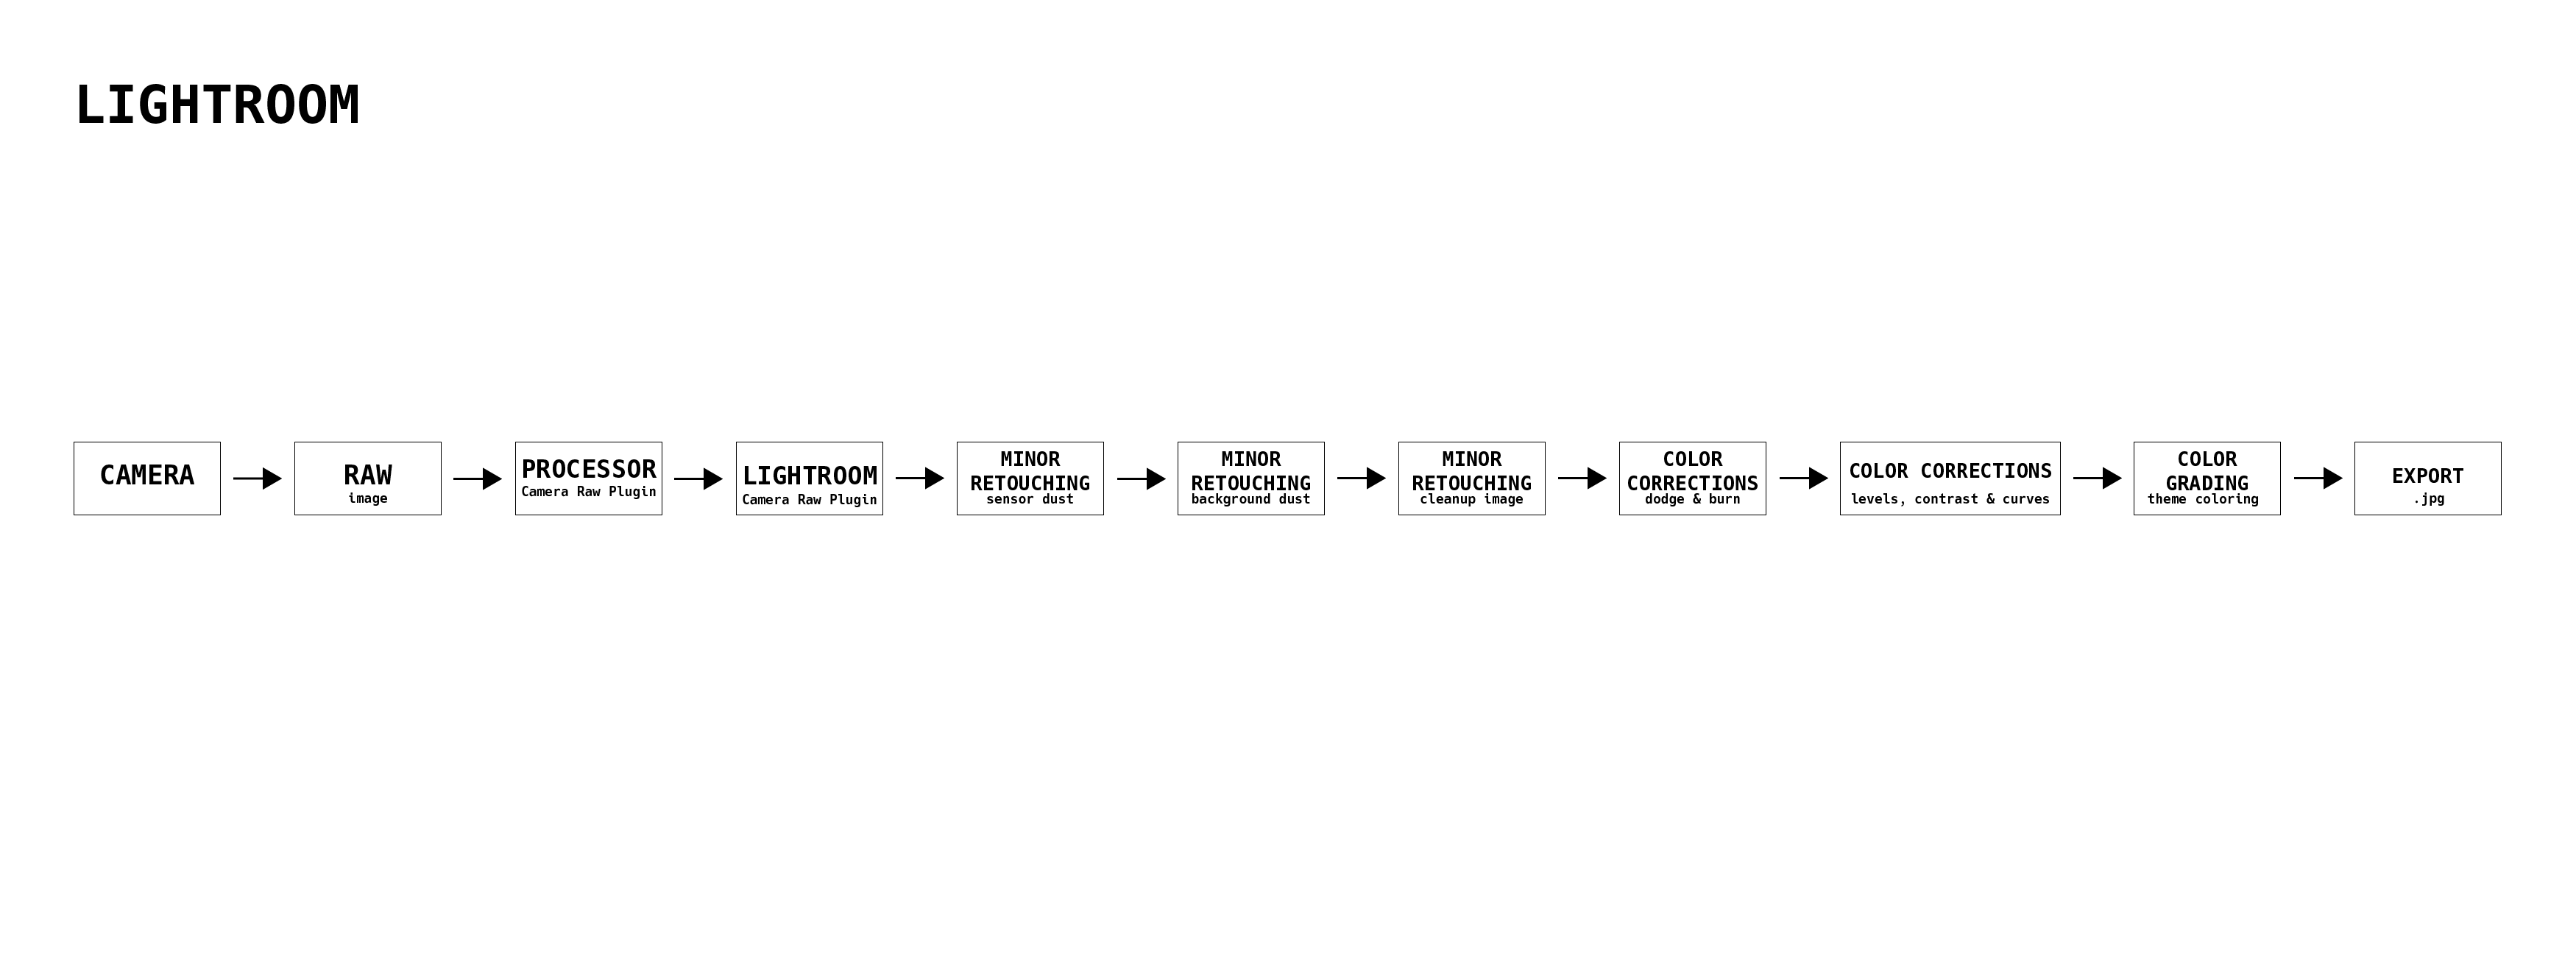 LIGHTROOM
CAMERA
RAW
image
PROCESSOR
Camera Raw Plugin
LIGHTROOM
Camera Raw Plugin
MINOR
RETOUCHING
sensor dust
MINOR
RETOUCHING
background dust
MINOR
RETOUCHING
cleanup image
COLOR
CORRECTIONS
dodge & burn
COLOR CORRECTIONS
levels, contrast & curves
COLOR
GRADING
theme coloring
EXPORT
.jpg